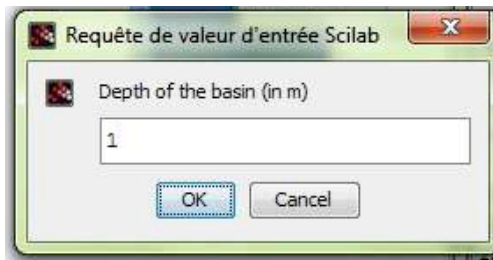 Requête de valeur d'entrée Scilab
Depth of the basin (in m)
1
OK
Cancel